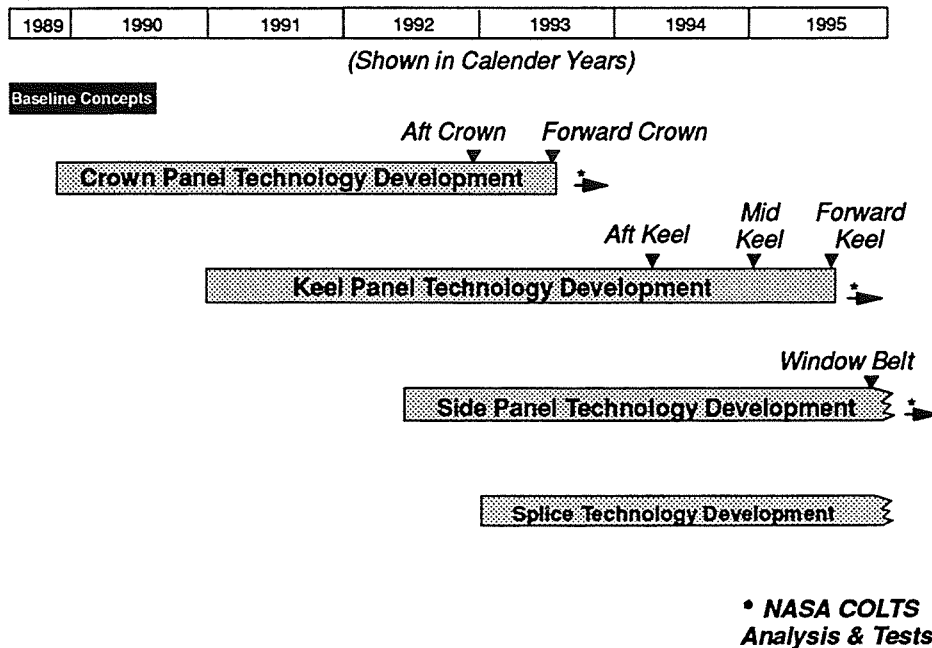 1989 1990 1991 1992 1993 1994 1995
(Shown in Calender Years)
Baseline Concepts
Aft Crown Forward Crown
Crown Panel Technology Development
*
Aft Keel Mid Keel Forward Keel
Keel Panel Technology Development
*
Window Belt
Side Panel Technology Development
*
Splice Technology Development
* NASA COLTS
Analysis & Tests